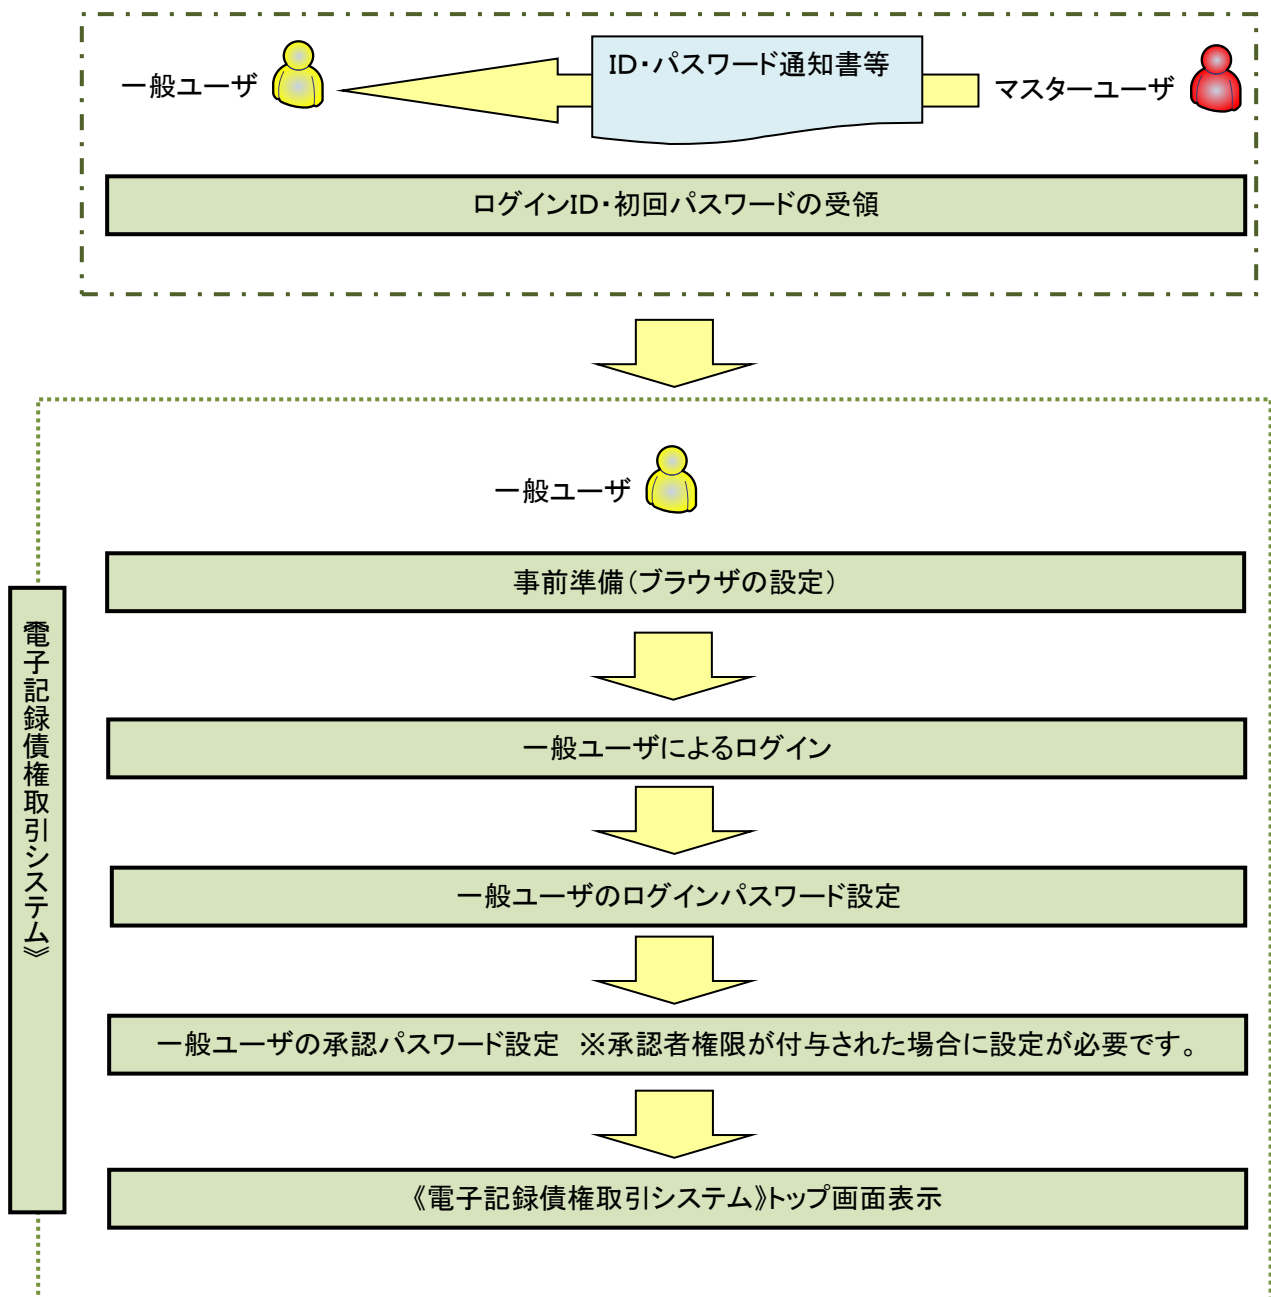 一般ユーザ
ID・パスワード通知書等
マスターユーザ
ログインID・初回パスワードの受領
一般ユーザ
事前準備(ブラウザの設定)
電子記録債権取引システム》
一般ユーザによるログイン
一般ユーザのログインパスワード設定
一般ユーザの承認パスワード設定　※承認者権限が付与された場合に設定が必要です。
《電子記録債権取引システム》トップ画面表示